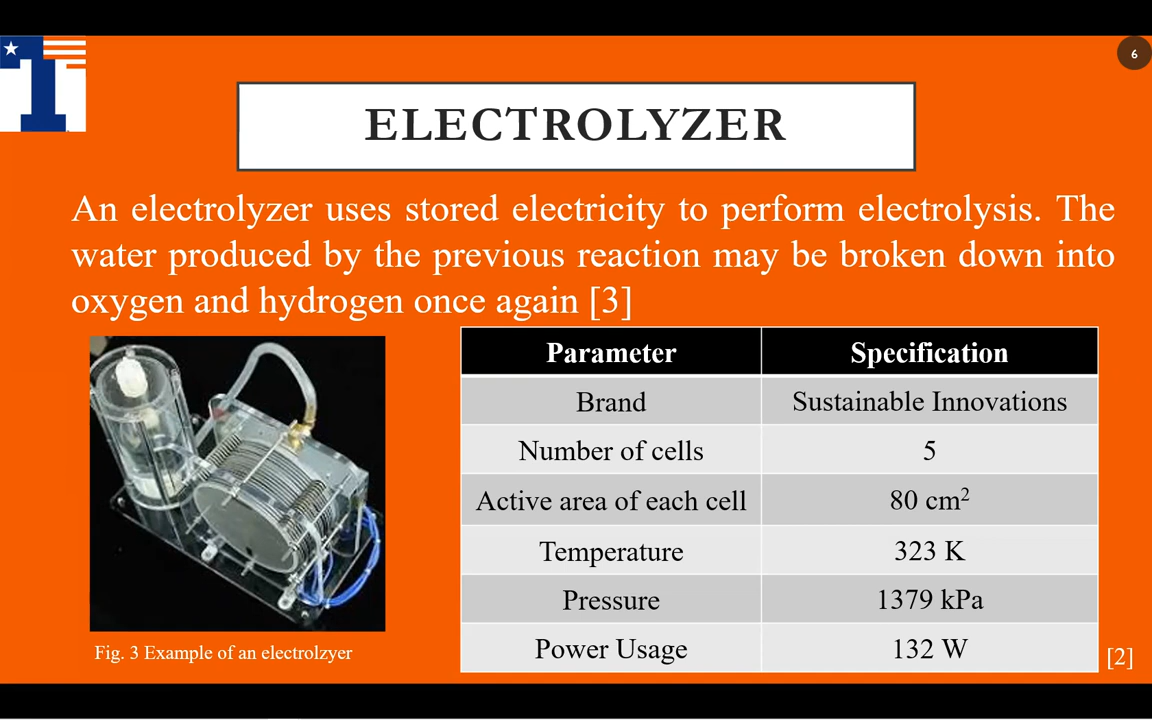 6
ELECTROLYZER
An electrolyzer uses stored electricity to perform electrolysis. The
water produced by the previous reaction may be broken down into
oxygen and hydrogen once again [3]
Parameter Specification
Brand Sustainable Innovations
Number of cells 5
Active area of each cell 80 cm²
Temperature 323 K
Pressure 1379 kPa
Power Usage 132 W
[2]
Fig. 3 Example of an electrolzyer